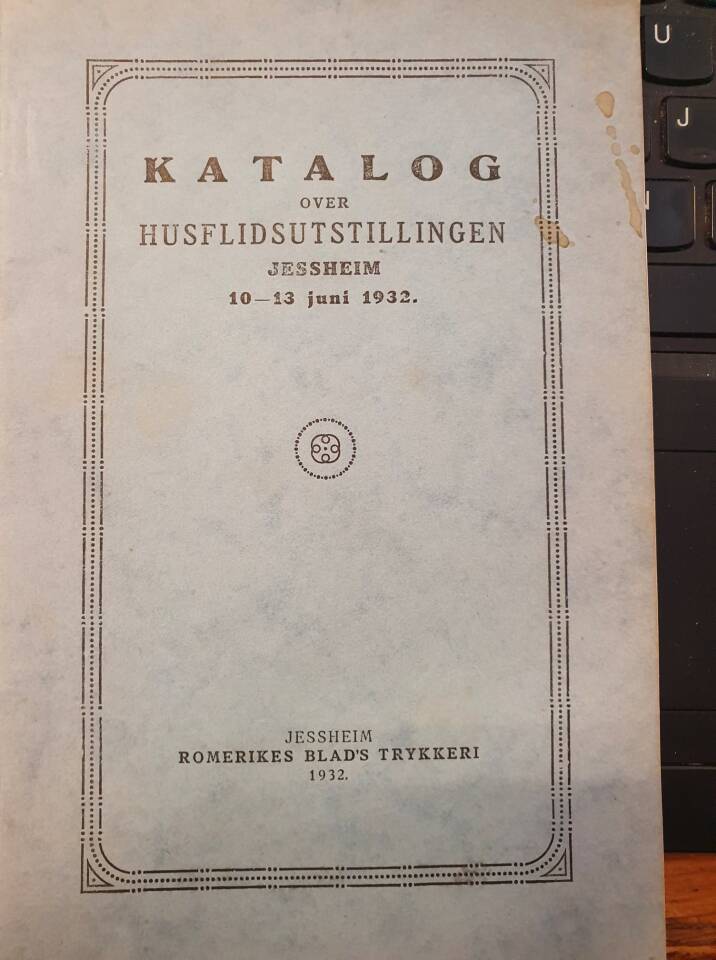 KATALOG
OVER
HUSFLIDSUTSTILLINGEN
JESSHEIM
10—13 juni 1932.
JESSHEIM
ROMERIKES BLAD'S TRYKKERI
1932.
U
J